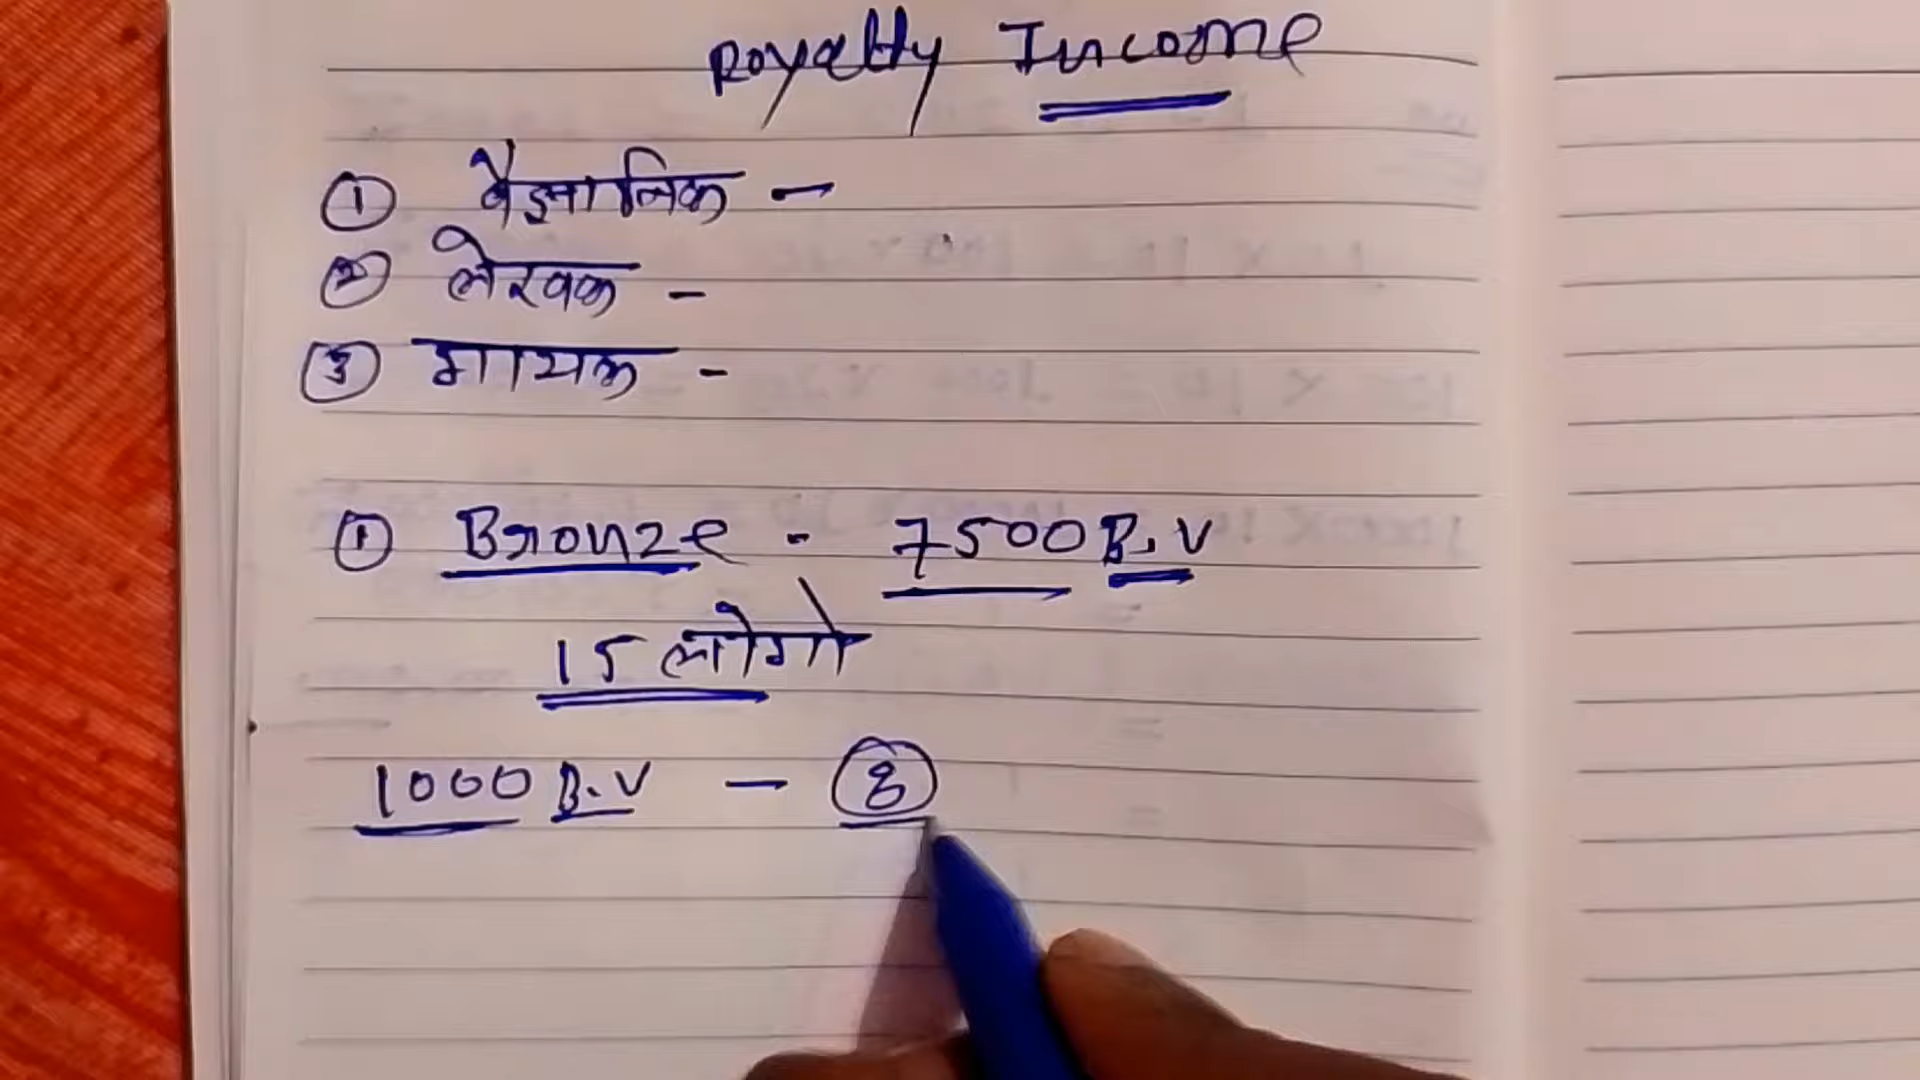 Royalty Income
① वैज्ञानिक -
② लेखक -
③ गायक -
① Bronze - 7500 B.V
15 लोगो
1000 B.V - 8